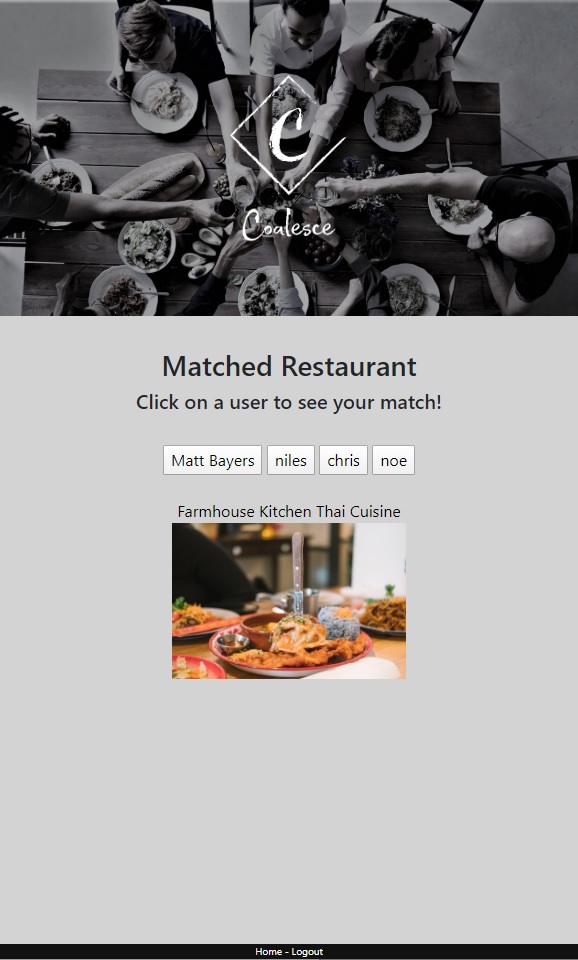 C
Coalesce
Matched Restaurant
Click on a user to see your match!
Matt Bayers niles chris noe
Farmhouse Kitchen Thai Cuisine
Home - Logout